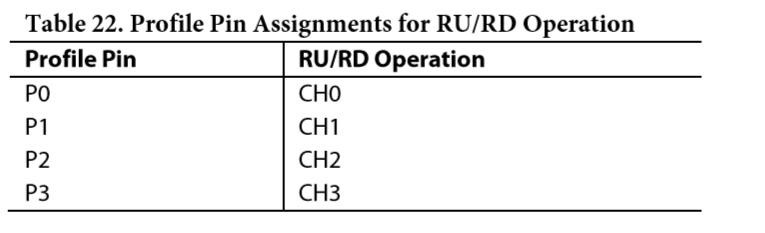 Table 22. Profile Pin Assignments for RU/RD Operation
Profile Pin RU/RD Operation
P0 CH0
P1 CH1
P2 CH2
P3 CH3